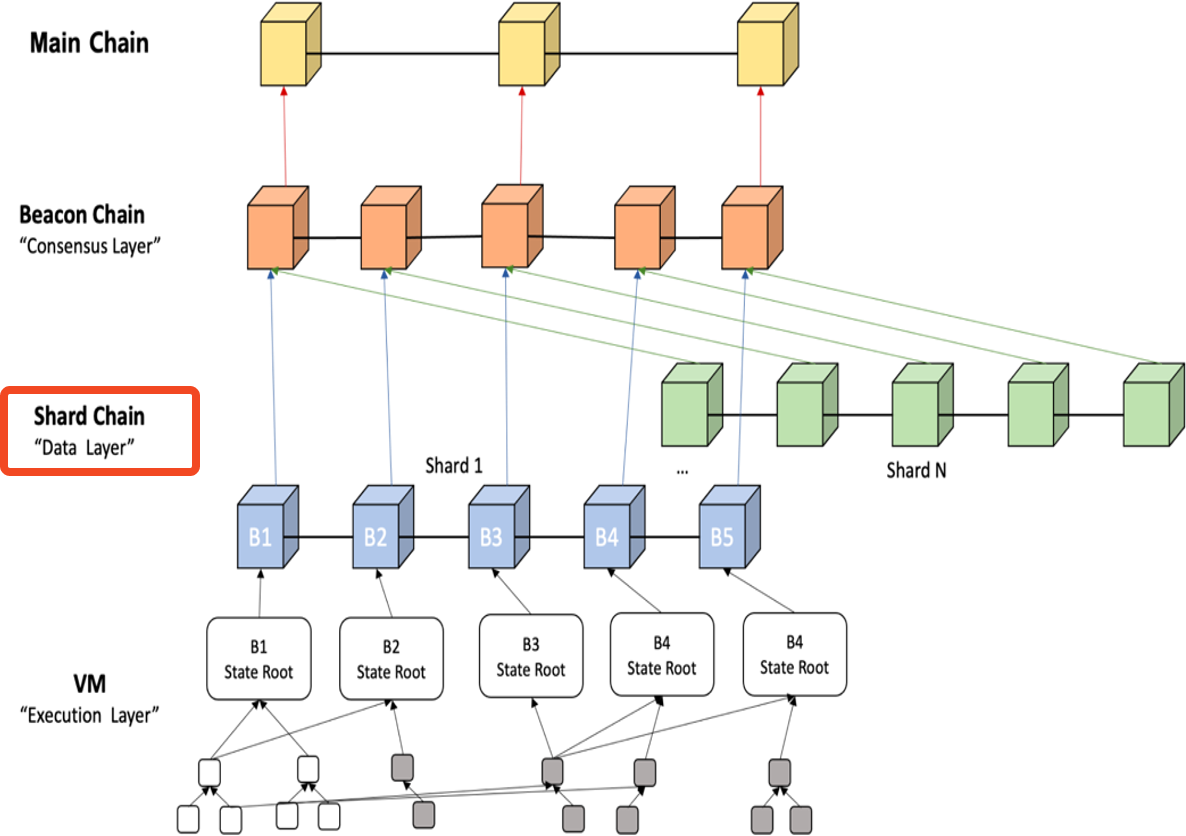 Main Chain
Beacon Chain
“Consensus Layer”
Shard Chain
“Data Layer”
Shard 1
...
Shard N
B1
B2
B3
B4
B5
B1
State Root
B2
State Root
B3
State Root
B4
State Root
B4
State Root
VM
“Execution Layer”